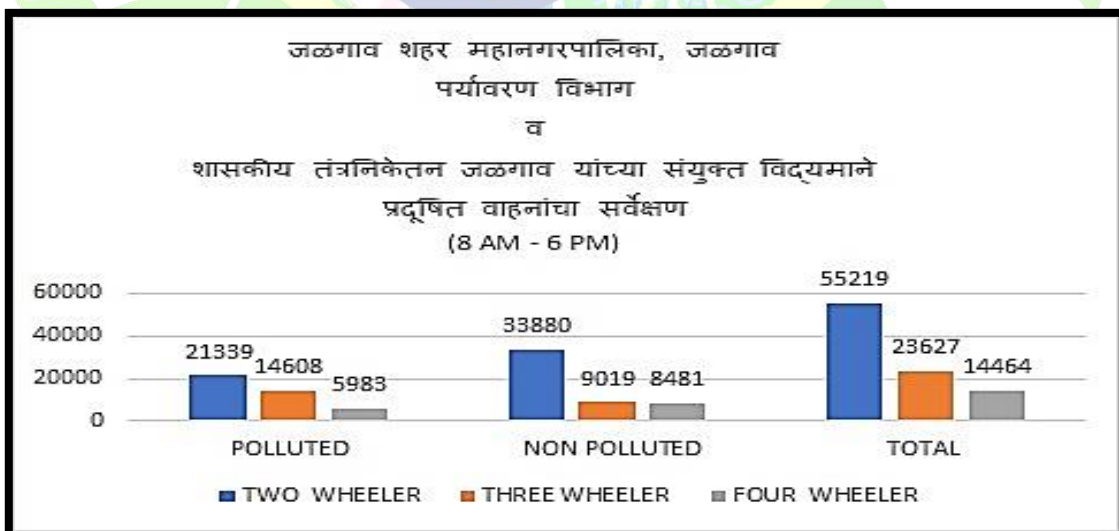 जळगाव शहर महानगरपालिका, जळगाव
पर्यावरण विभाग
व
शासकीय तंत्रनिकेतन जळगाव यांच्या संयुक्त विद्यमाने
प्रदूषित वाहनांचा सर्वेक्षण
(8 AM - 6 PM)
60000
40000
20000
0
21339
14608
5983
33880
9019
8481
55219
23627
14464
POLLUTED
NON POLLUTED
TOTAL
TWO WHEELER
THREE WHEELER
FOUR WHEELER